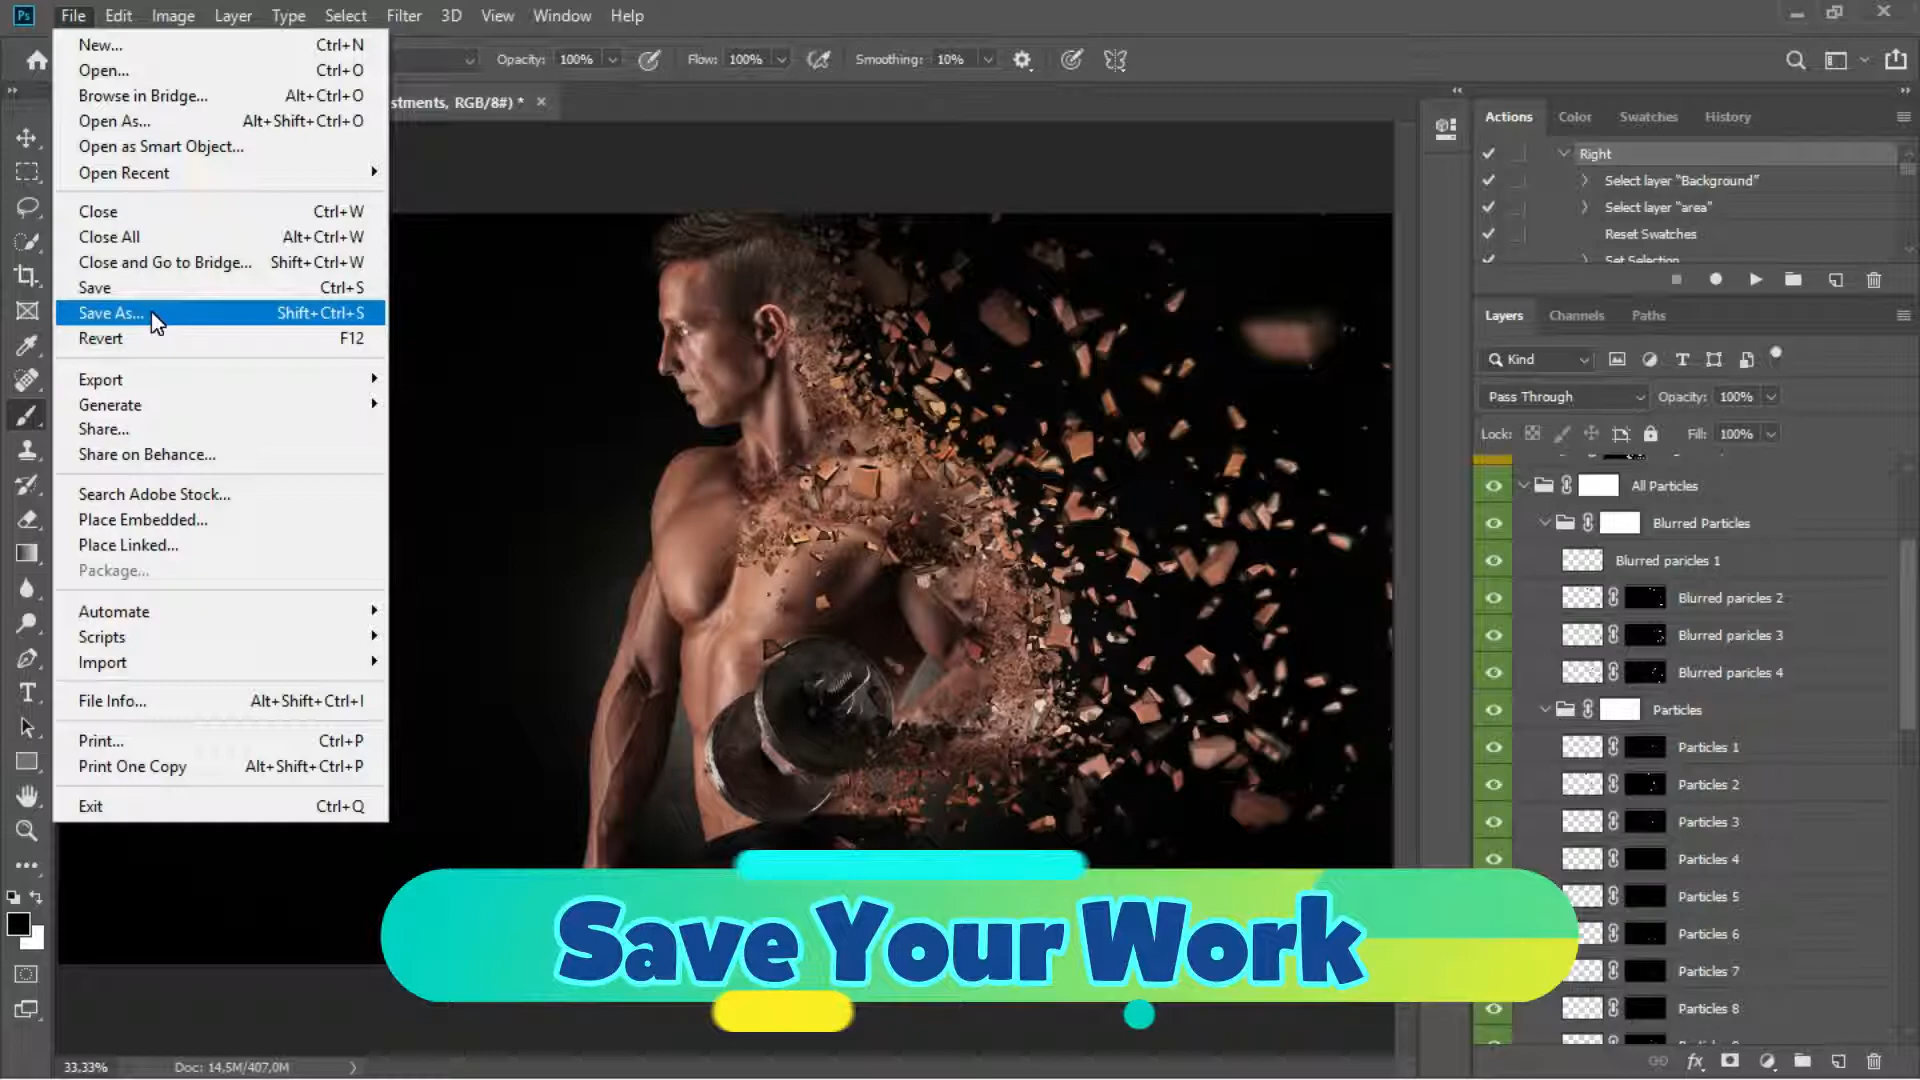 Ps File Edit Image Layer Type Select Filter 3D View Window Help
Opacity: 100% Flow: 100% Smoothing: 10%
stments, RGB/8#) * ×
New... Ctrl+N
Open... Ctrl+O
Browse in Bridge... Alt+Ctrl+O
Open As... Alt+Shift+Ctrl+O
Open as Smart Object...
Open Recent
Close Ctrl+W
Close All Alt+Ctrl+W
Close and Go to Bridge... Shift+Ctrl+W
Save Ctrl+S
Save As... Shift+Ctrl+S
Revert F12
Export
Generate
Share...
Share on Behance...
Search Adobe Stock...
Place Embedded...
Place Linked...
Package...
Automate
Scripts
Import
File Info... Alt+Shift+Ctrl+I
Print... Ctrl+P
Print One Copy Alt+Shift+Ctrl+P
Exit Ctrl+Q
Actions Color Swatches History
Right
Select layer "Background"
Select layer "area"
Reset Swatches
Set Selection
Layers Channels Paths
Kind
Pass Through Opacity: 100%
Lock: Fill: 100%
All Particles
Blurred Particles
Blurred paricles 1
Blurred paricles 2
Blurred paricles 3
Blurred paricles 4
Particles
Particles 1
Particles 2
Particles 3
Particles 4
Particles 5
Particles 6
Particles 7
Particles 8
Save Your Work
33,33% Doc: 14,5M/407,0M